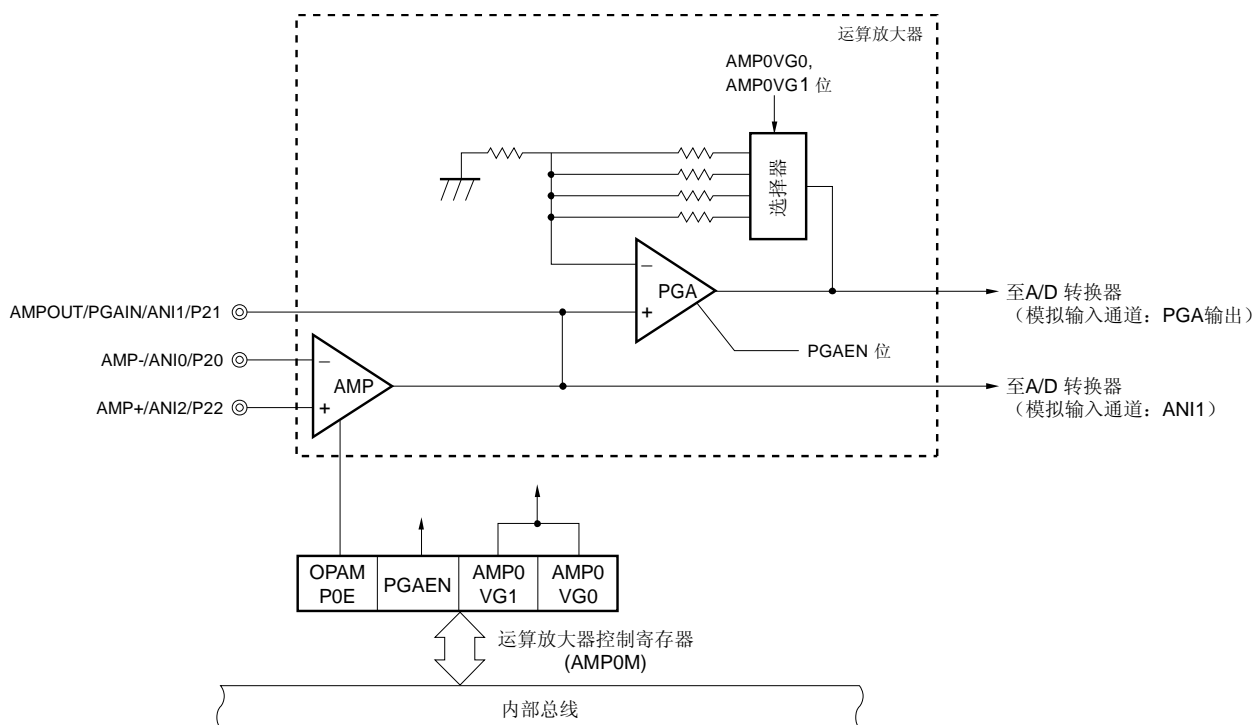 运算放大器
AMP0VG0,
AMP0VG1 位
选择器
−
PGA
+
AMPOUT/PGAIN/ANI1/P21
至A/D 转换器
（模拟输入通道：PGA输出）
PGAEN 位
AMP-/ANI0/P20
−
AMP
+
AMP+/ANI2/P22
至A/D 转换器
（模拟输入通道：ANI1）
OPAM
P0E
PGAEN
AMP0
VG1
AMP0
VG0
运算放大器控制寄存器
(AMP0M)
内部总线